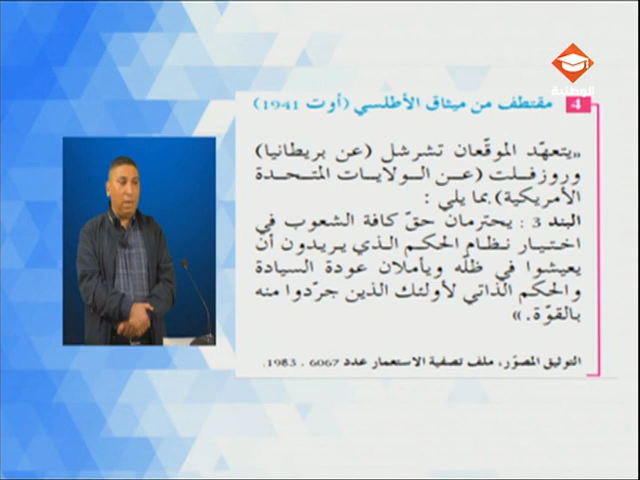 الوطنية
4 مقتطف من ميثاق الأطلسي (أوت 1941)
«يتعهّد الموقّعان تشرشل (عن بريطانيا)
وروزفلت (عن الولايات المتحدة
الأمريكية) بما يلي :
البند 3 : يحترمان حقّ كافة الشعوب في
اختيار نظام الحكم الذي يريدون أن
يعيشوا في ظلّه ويأملان عودة السيادة
والحكم الذاتي لأولئك الذين جرّدوا منه
بالقوّة.»
التوثيق المصوّر، ملف تصفية الاستعمار عدد 6067 ، 1983.